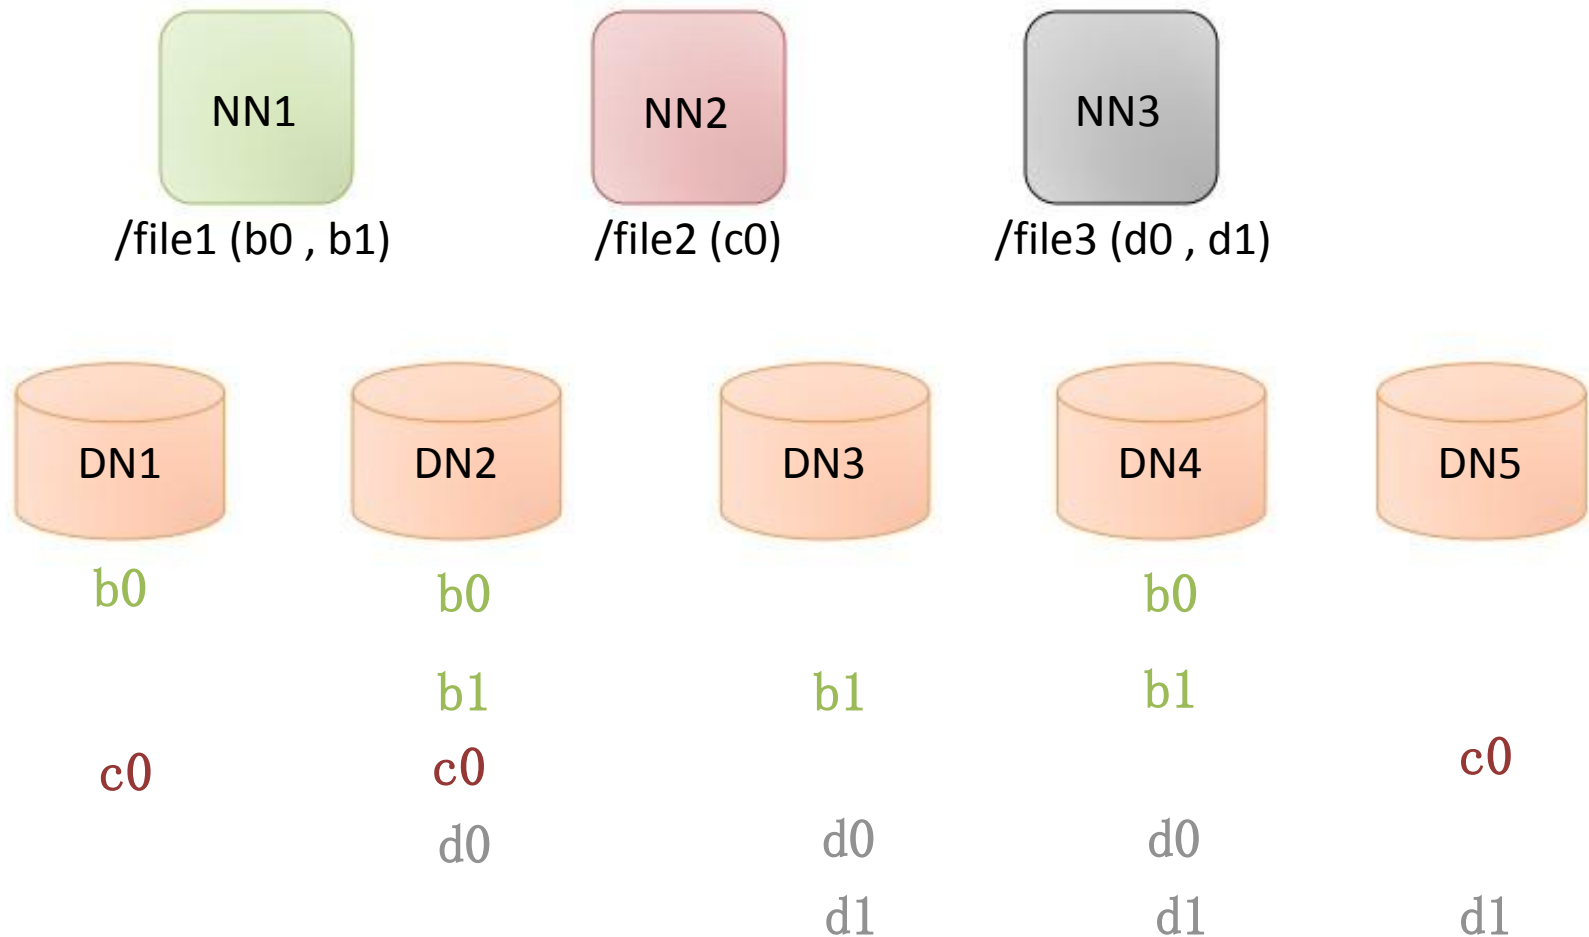 NN1 NN2 NN3
/file1 (b0 , b1) /file2 (c0) /file3 (d0 , d1)
DN1 DN2 DN3 DN4 DN5
b0 b0 b0
b1 b1 b1
c0 c0 c0
d0 d0 d0
d1 d1 d1